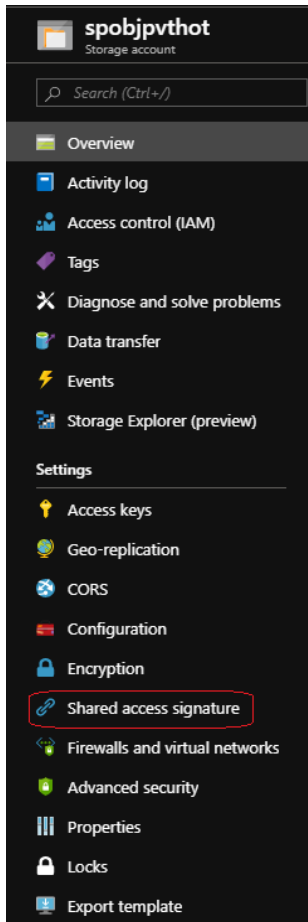 spobjpvthot
Storage account
Search (Ctrl+/)
Overview
Activity log
Access control (IAM)
Tags
Diagnose and solve problems
Data transfer
Events
Storage Explorer (preview)
Settings
Access keys
Geo-replication
CORS
Configuration
Encryption
Shared access signature
Firewalls and virtual networks
Advanced security
Properties
Locks
Export template